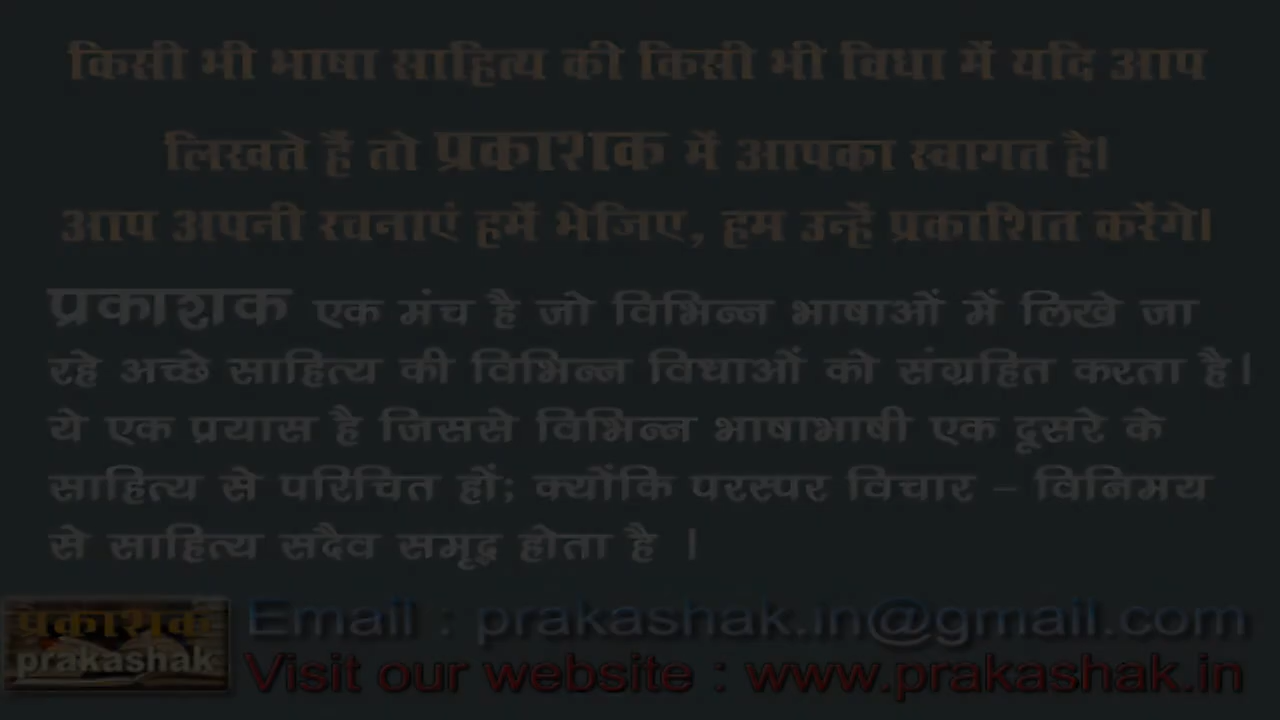 किसी भी भाषा साहित्य की किसी भी विधा में यदि आप
लिखते हैं तो प्रकाशक में आपका स्वागत है।
आप अपनी रचनाएं हमें भेजिए, हम उन्हें प्रकाशित करेंगे।
प्रकाशक एक मंच है जो विभिन्न भाषाओं में लिखे जा
रहे अच्छे साहित्य की विभिन्न विधाओं को संग्रहित करता है।
ये एक प्रयास है जिससे विभिन्न भाषाभाषी एक दूसरे के
साहित्य से परिचित हों; क्योंकि परस्पर विचार – विनिमय
से साहित्य सदैव समृद्ध होता है ।
प्रकाशक
prakashak
Email : prakashak.in@gmail.com
Visit our website : www.prakashak.in